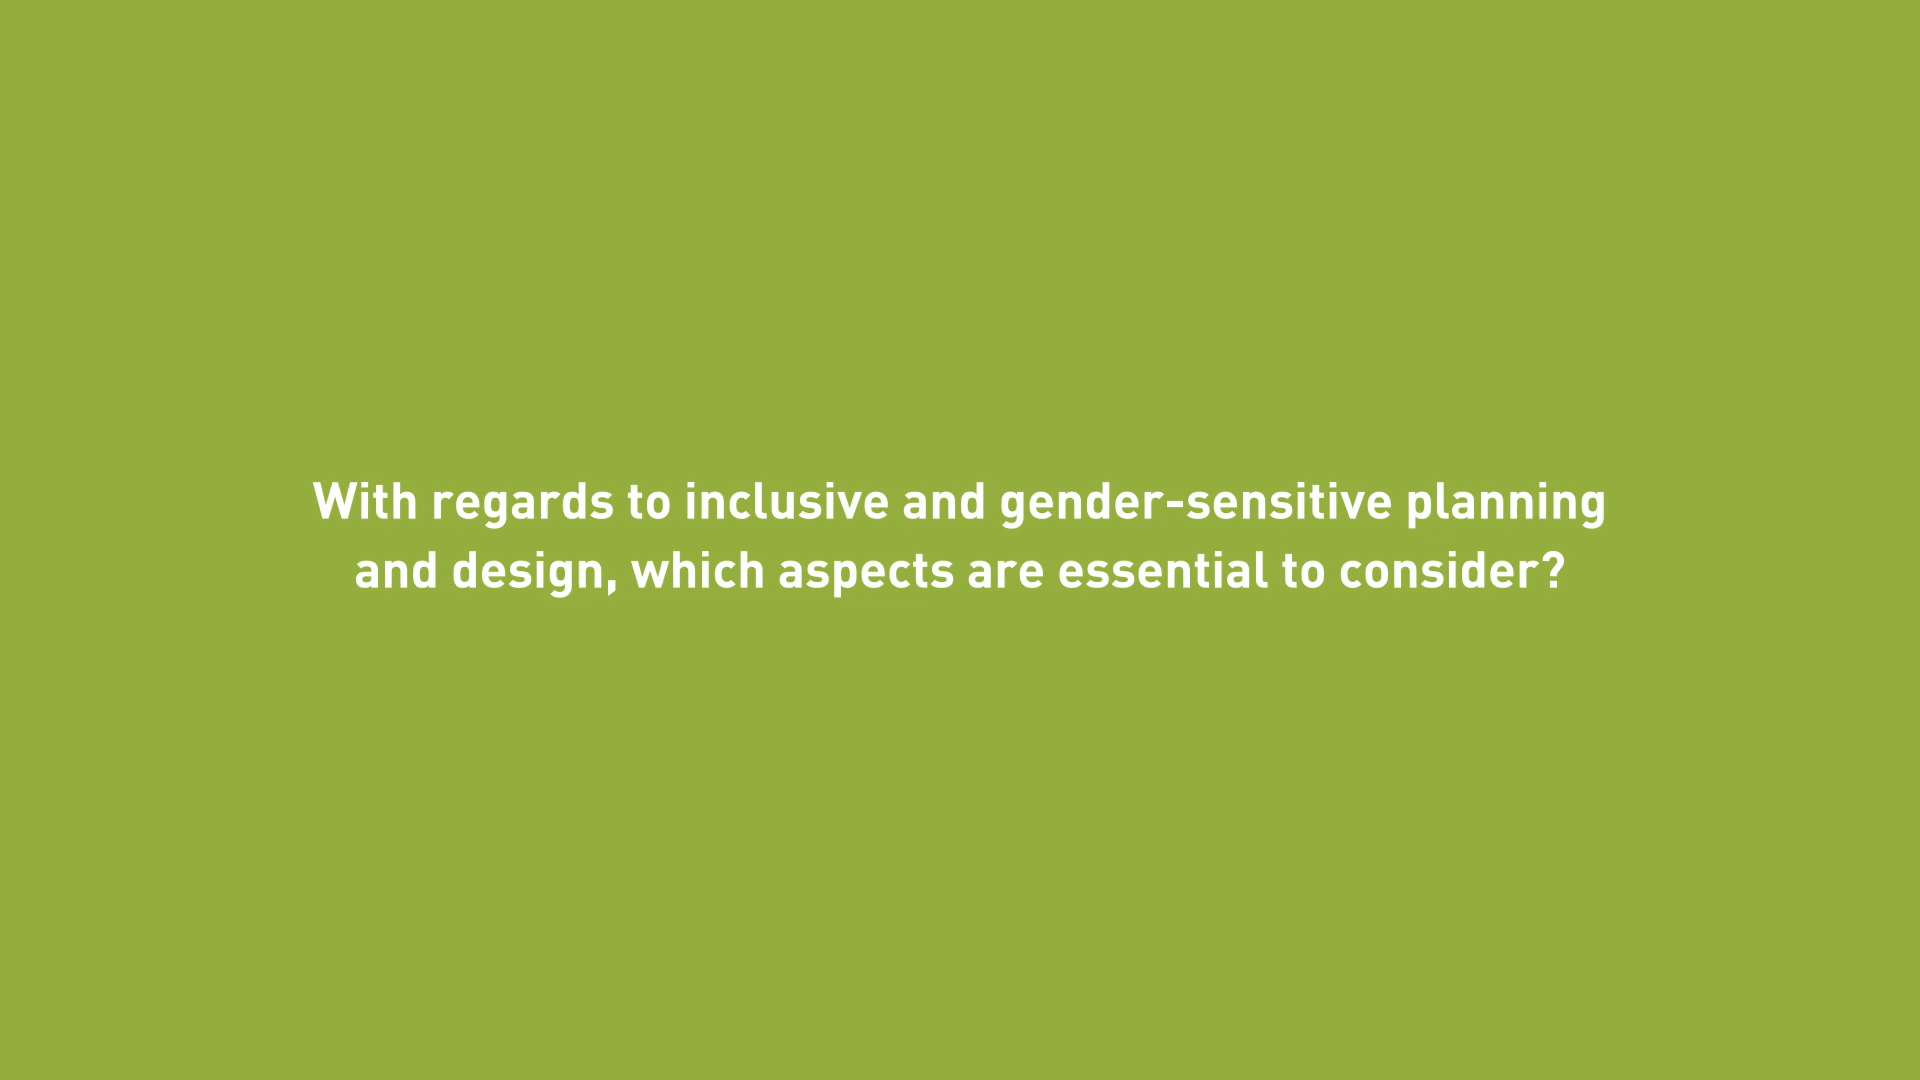 With regards to inclusive and gender-sensitive planning
and design, which aspects are essential to consider?